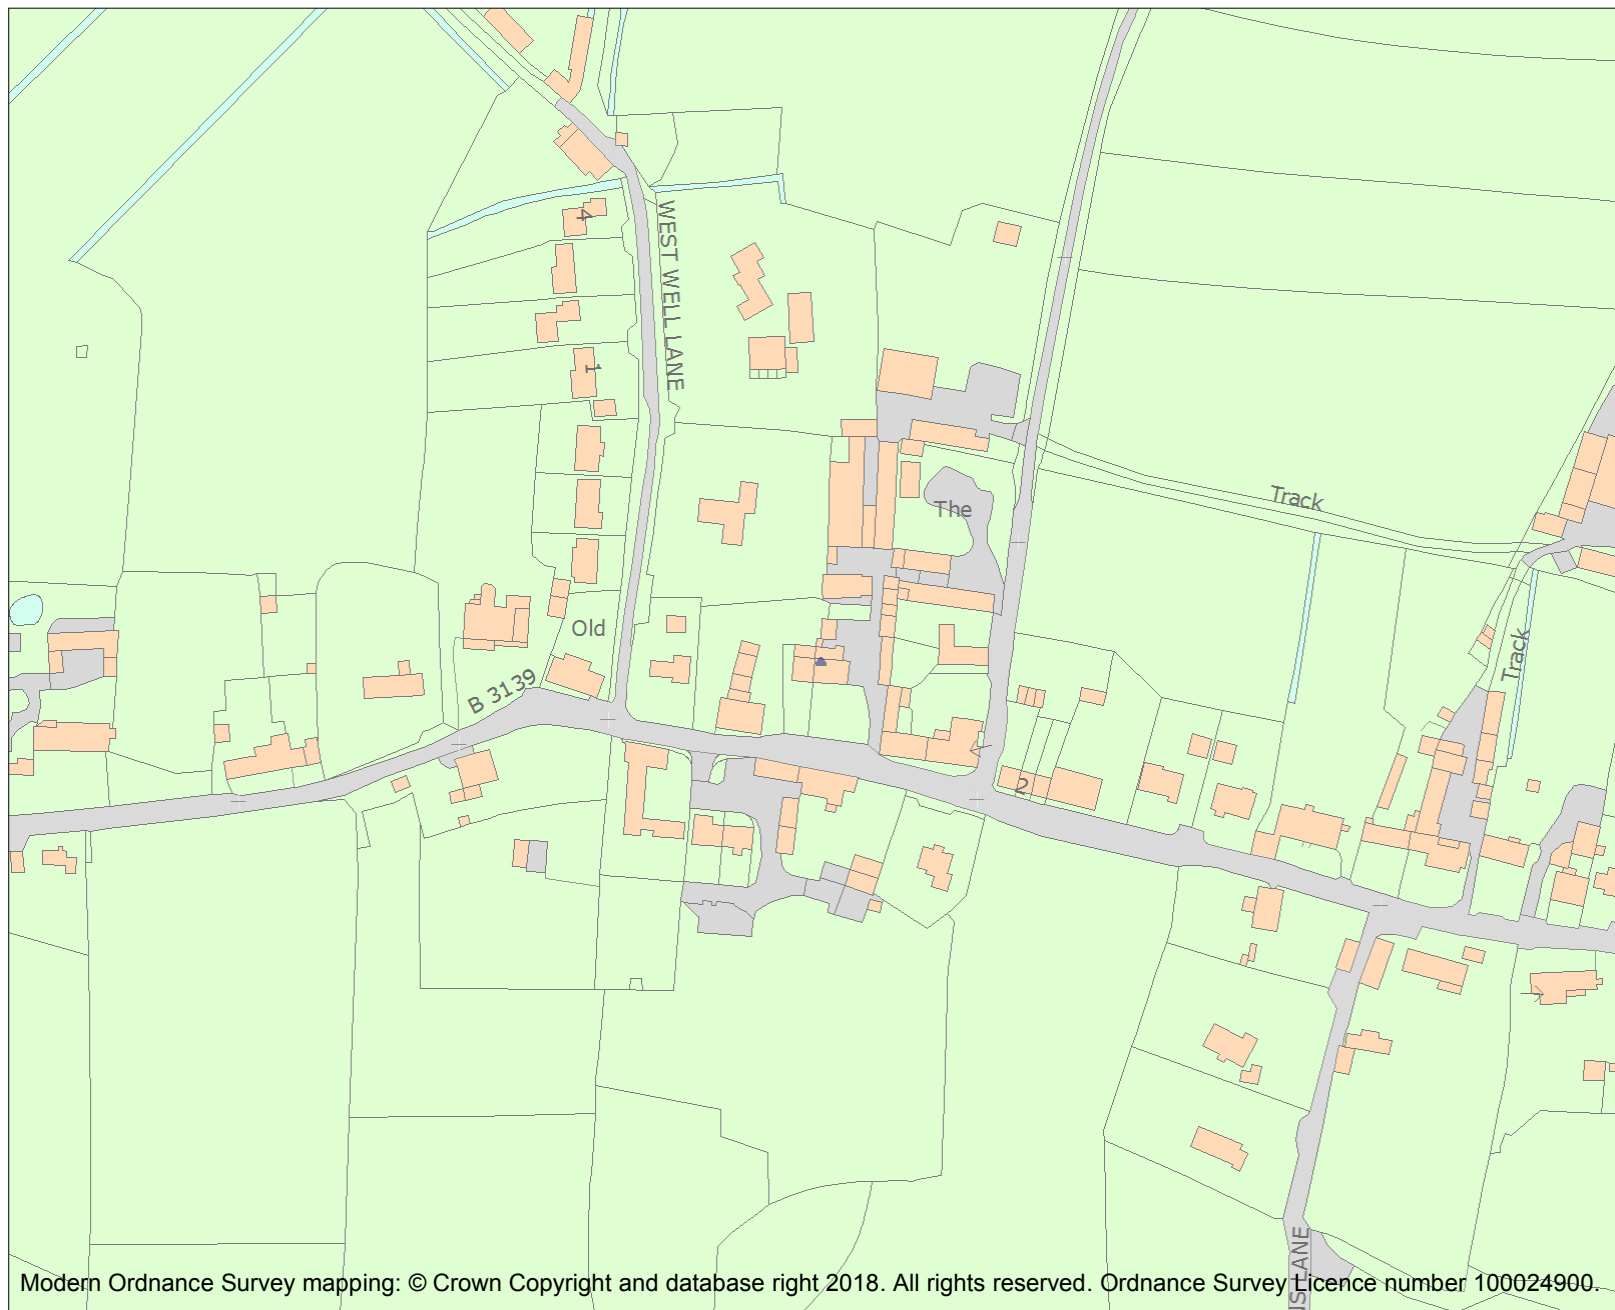 4
WEST WELL LANE
1
Track
The
Old
Track
B 3139
2
LANE
Modern Ordnance Survey mapping: © Crown Copyright and database right 2018. All rights reserved. Ordnance Survey Licence number 100024900.